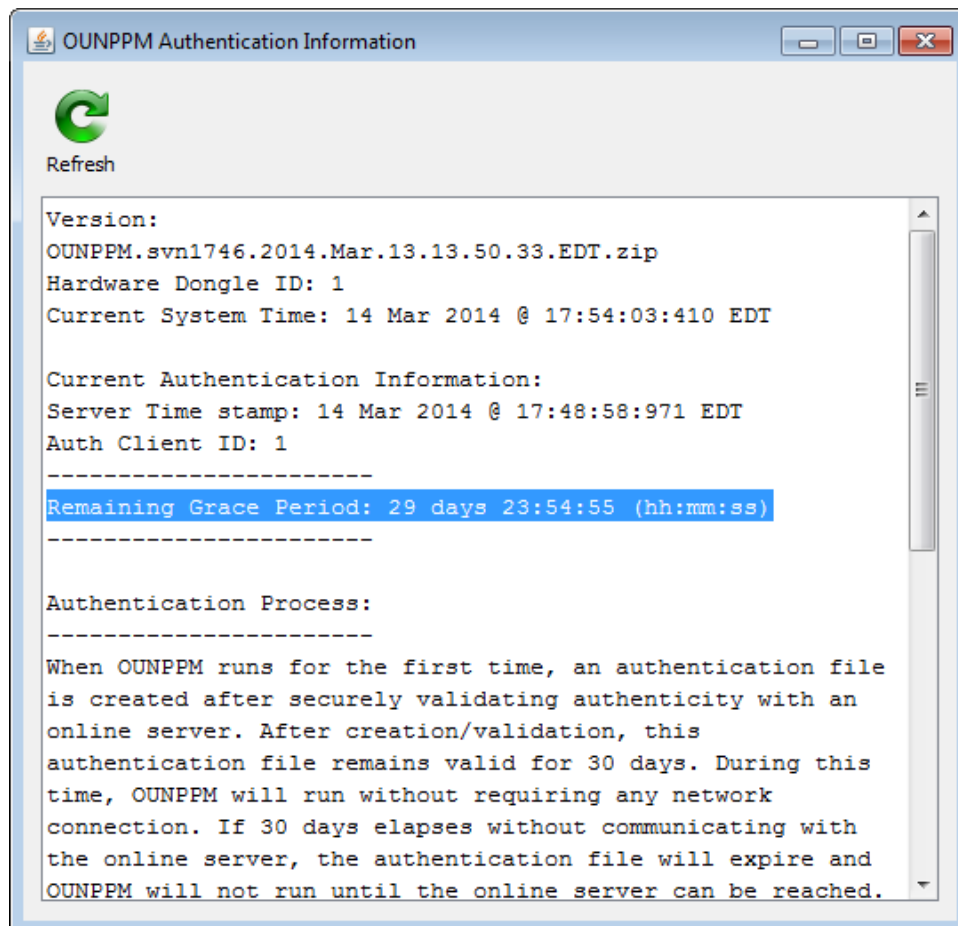 OUNPPM Authentication Information
Refresh
Version:
OUNPPM.svn1746.2014.Mar.13.13.50.33.EDT.zip
Hardware Dongle ID: 1
Current System Time: 14 Mar 2014 @ 17:54:03:410 EDT
Current Authentication Information:
Server Time stamp: 14 Mar 2014 @ 17:48:58:971 EDT
Auth Client ID: 1
-----------------------
Remaining Grace Period: 29 days 23:54:55 (hh:mm:ss)
-----------------------
Authentication Process:
-----------------------
When OUNPPM runs for the first time, an authentication file
is created after securely validating authenticity with an
online server. After creation/validation, this
authentication file remains valid for 30 days. During this
time, OUNPPM will run without requiring any network
connection. If 30 days elapses without communicating with
the online server, the authentication file will expire and
OUNPPM will not run until the online server can be reached.